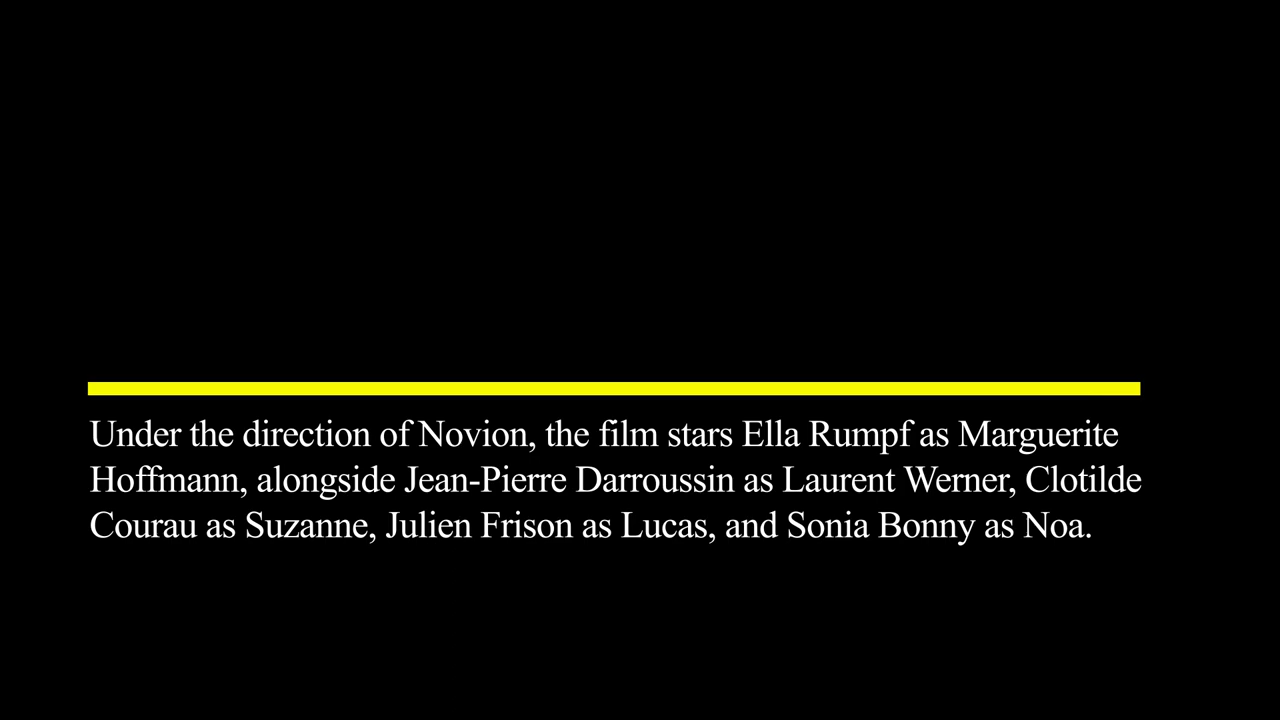 Under the direction of Novion, the film stars Ella Rumpf as Marguerite
Hoffmann, alongside Jean-Pierre Darroussin as Laurent Werner, Clotilde
Courau as Suzanne, Julien Frison as Lucas, and Sonia Bonny as Noa.